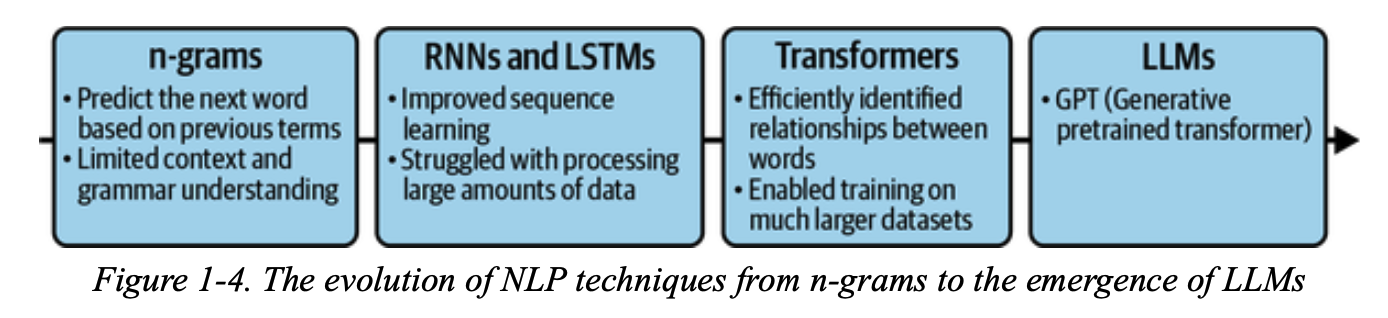 n-grams
• Predict the next word
based on previous terms
• Limited context and
grammar understanding
RNNs and LSTMs
• Improved sequence
learning
• Struggled with processing
large amounts of data
Transformers
• Efficiently identified
relationships between
words
• Enabled training on
much larger datasets
LLMs
• GPT (Generative
pretrained transformer)
Figure 1-4. The evolution of NLP techniques from n-grams to the emergence of LLMs